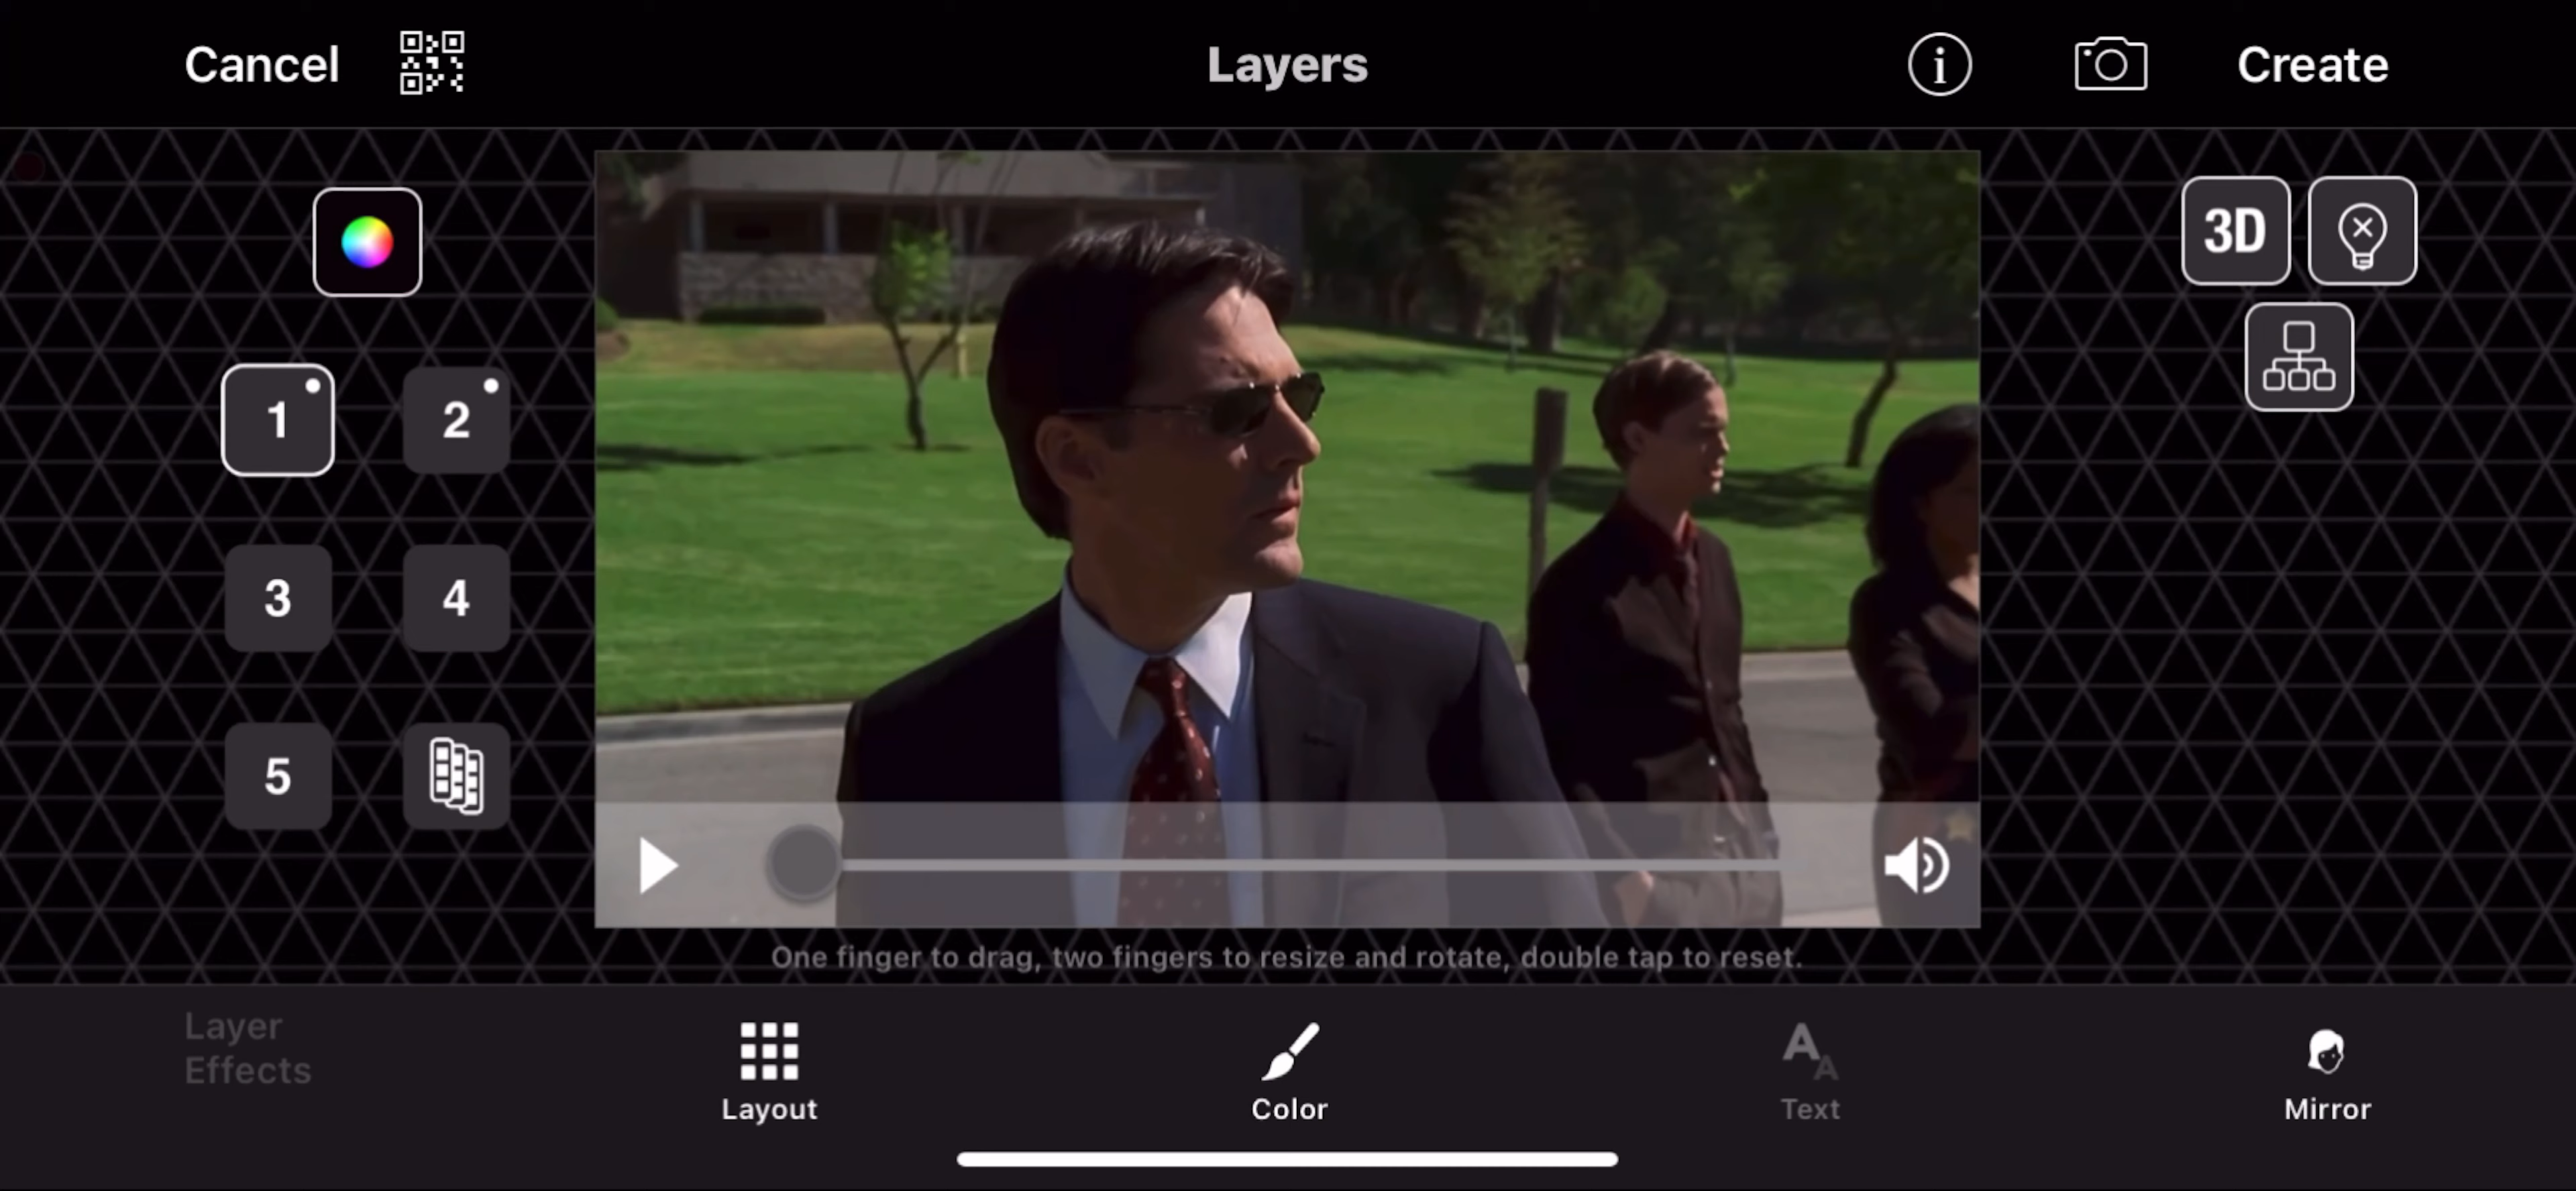 Cancel
Layers
Create
3D
1
2
3
4
5
One finger to drag, two fingers to resize and rotate, double tap to reset.
Layer
Effects
Layout
Color
Text
Mirror